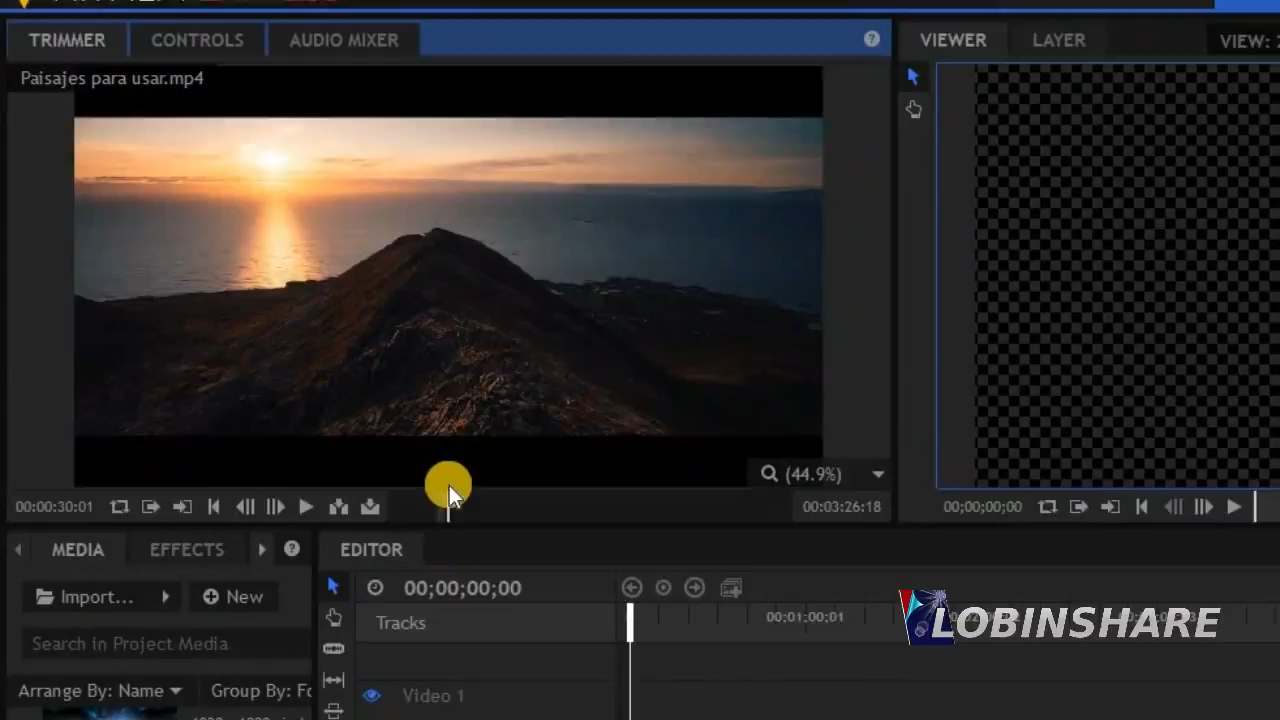 TRIMMER
CONTROLS
AUDIO MIXER
VIEWER
LAYER
VIEW:
Paisajes para usar.mp4
(44.9%)
00:00:30:01
00:03:26:18
00;00;00;00
MEDIA
EFFECTS
EDITOR
Import...
New
00;00;00;00
Tracks
00;01;00;01
LOBINSHARE
Search in Project Media
Arrange By: Name
Group By: Fo
Video 1